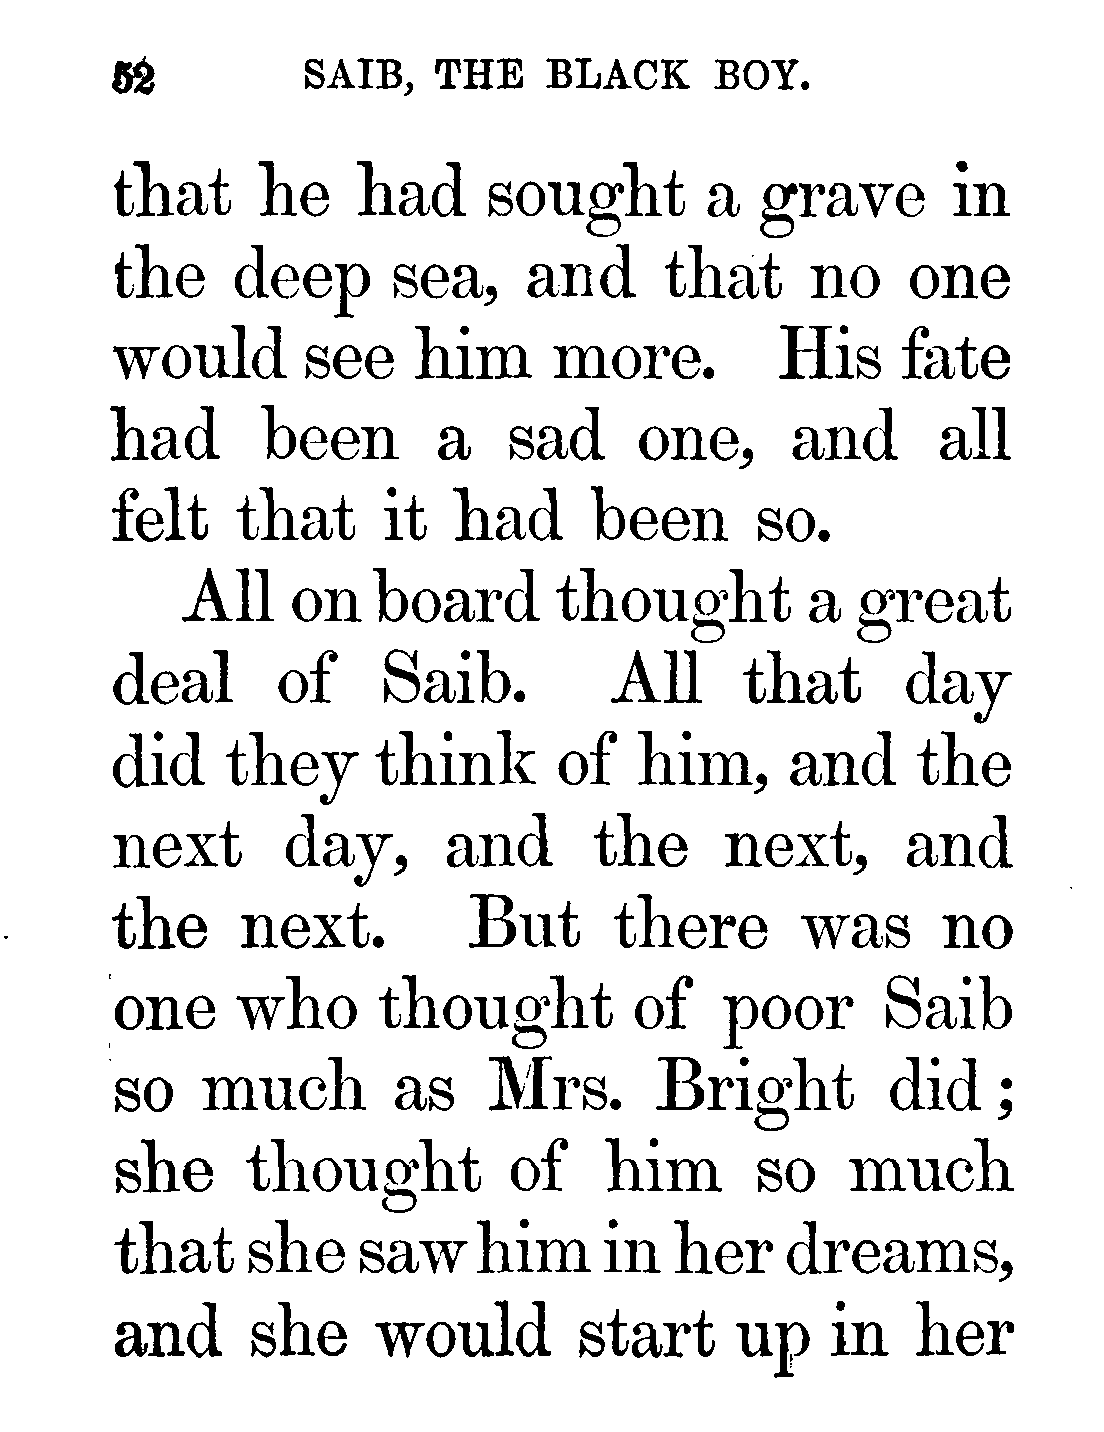 52 SAIB, THE BLACK BOY.
that he had sought a grave in
the deep sea, and that no one
would see him more. His fate
had been a sad one, and all
felt that it had been so.
All on board thought a great
deal of Saib. All that day
did they think of him, and the
next day, and the next, and
the next. But there was no
one who thought of poor Saib
so much as Mrs. Bright did;
she thought of him so much
that she saw him in her dreams,
and she would start up in her